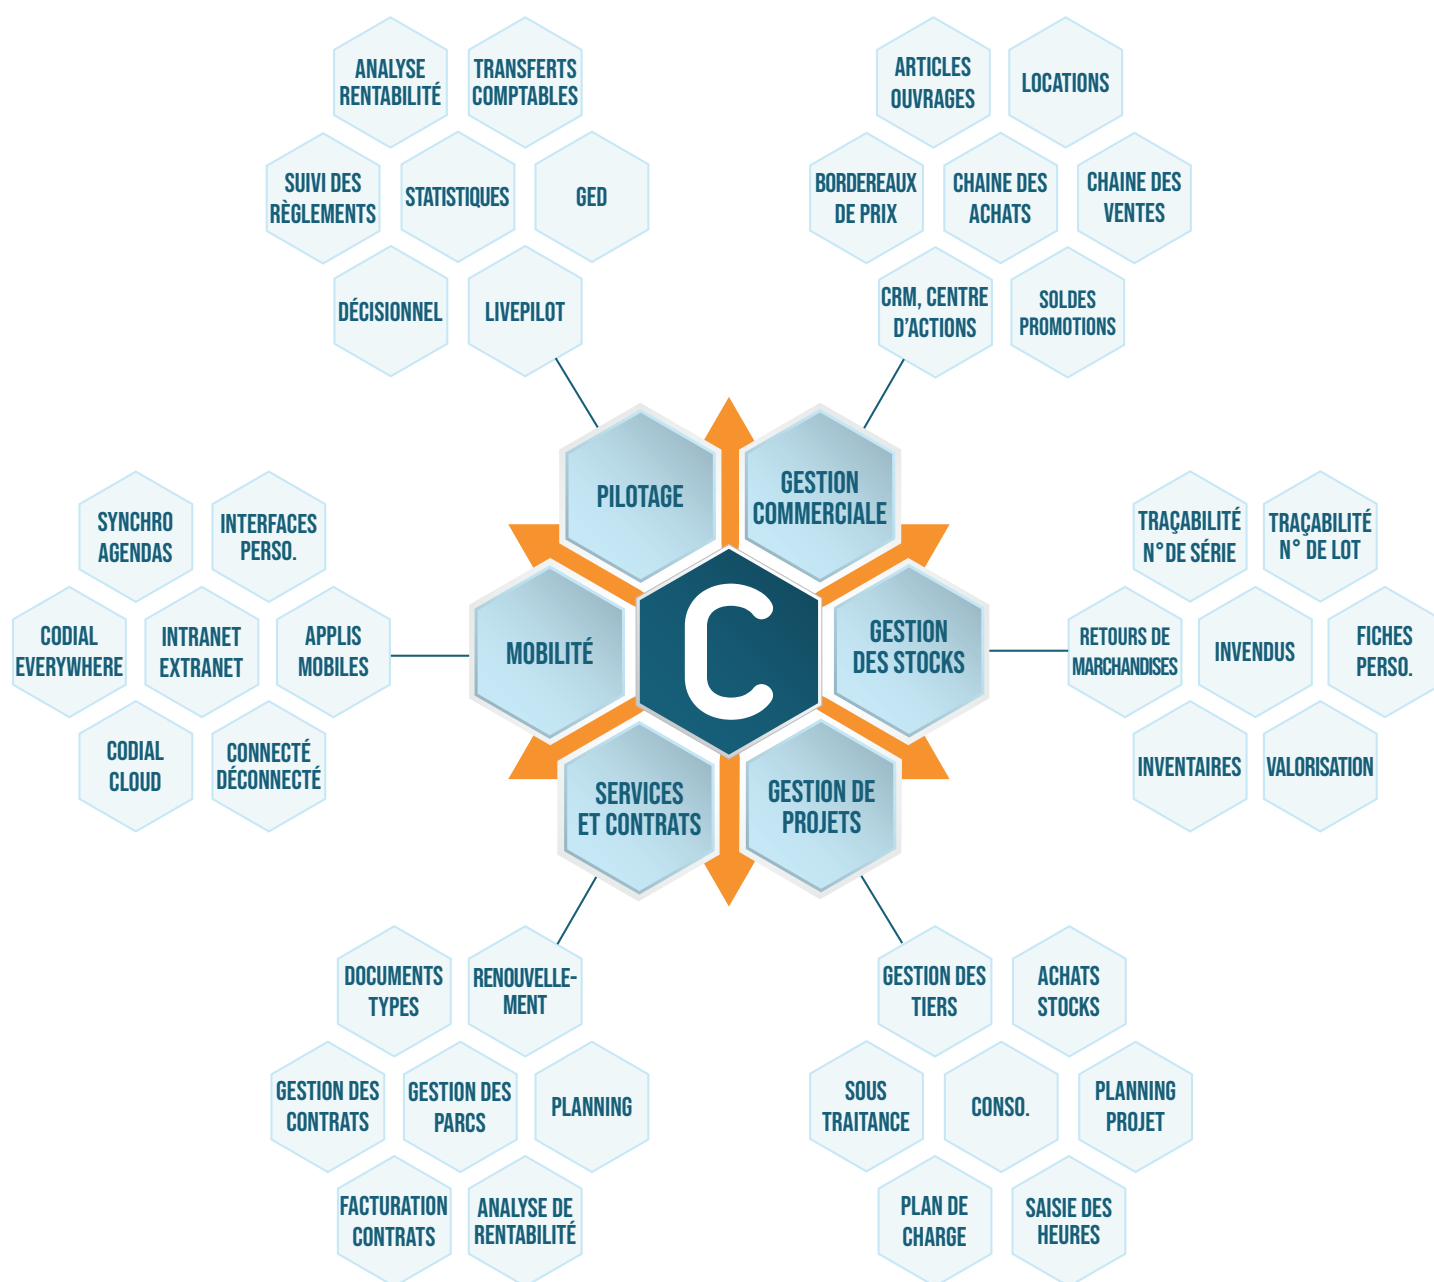 ANALYSE
RENTABILITÉ
TRANSFERTS
COMPTABLES
SUIVI DES
RÈGLEMENTS
STATISTIQUES
GED
DÉCISIONNEL
LIVEPILOT
ARTICLES
OUVRAGES
LOCATIONS
BORDEREAUX
DE PRIX
CHAINE DES
ACHATS
CHAINE DES
VENTES
CRM, CENTRE
D'ACTIONS
SOLDES
PROMOTIONS
PILOTAGE
GESTION
COMMERCIALE
MOBILITÉ
C
GESTION
DES STOCKS
SERVICES
ET CONTRATS
GESTION DE
PROJETS
SYNCHRO
AGENDAS
INTERFACES
PERSO.
CODIAL
EVERYWHERE
INTRANET
EXTRANET
APPLIS
MOBILES
CODIAL
CLOUD
CONNECTÉ
DÉCONNECTÉ
TRAÇABILITÉ
N°DE SÉRIE
TRAÇABILITÉ
N° DE LOT
RETOURS DE
MARCHANDISES
INVENDUS
FICHES
PERSO.
INVENTAIRES
VALORISATION
DOCUMENTS
TYPES
RENOUVELLE-
MENT
GESTION DES
CONTRATS
GESTION DES
PARCS
PLANNING
FACTURATION
CONTRATS
ANALYSE DE
RENTABILITÉ
GESTION DES
TIERS
ACHATS
STOCKS
SOUS
TRAITANCE
CONSO.
PLANNING
PROJET
PLAN DE
CHARGE
SAISIE DES
HEURES